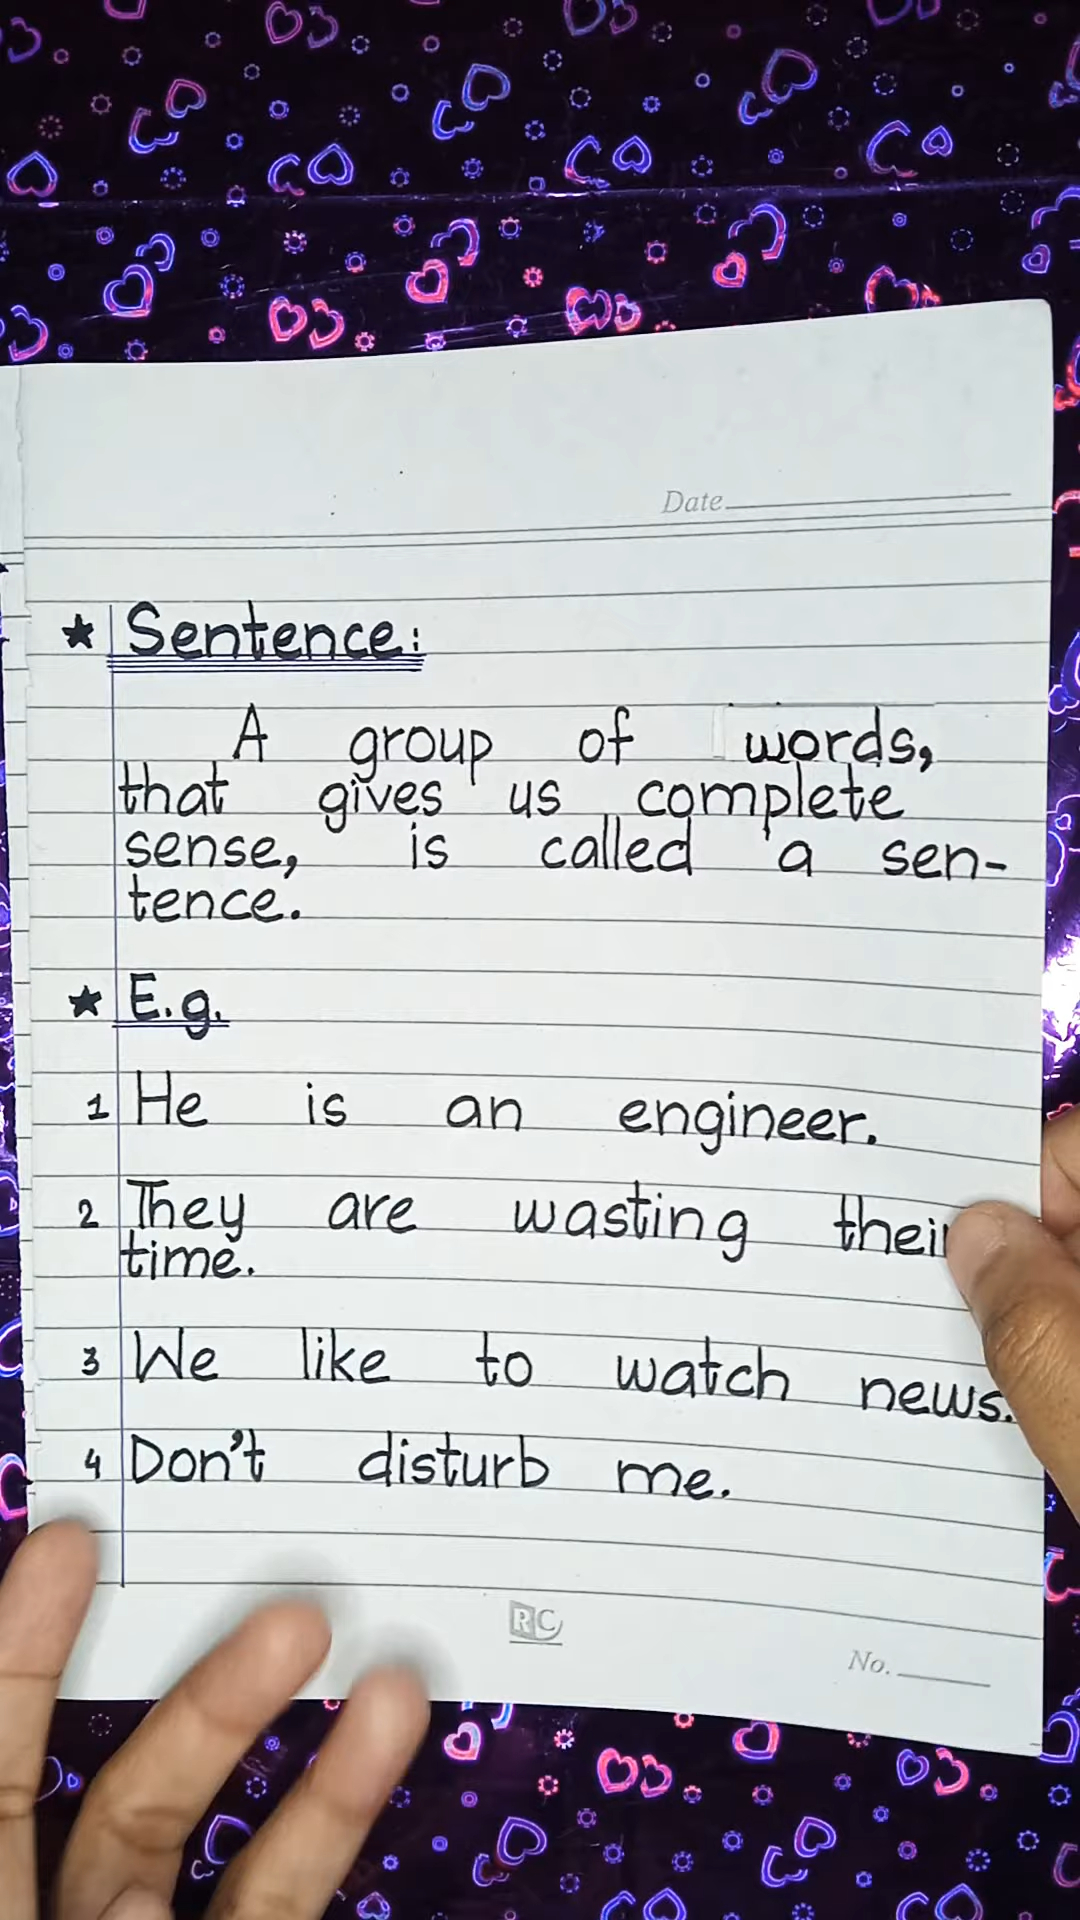 Date
★ Sentence:
A group of words,
that gives us complete
sense, is called a sen-
tence.
★ E.g.
1 He is an engineer.
2 They are wasting their
time.
3 We like to watch news.
4 Don't disturb me.
RC
No.